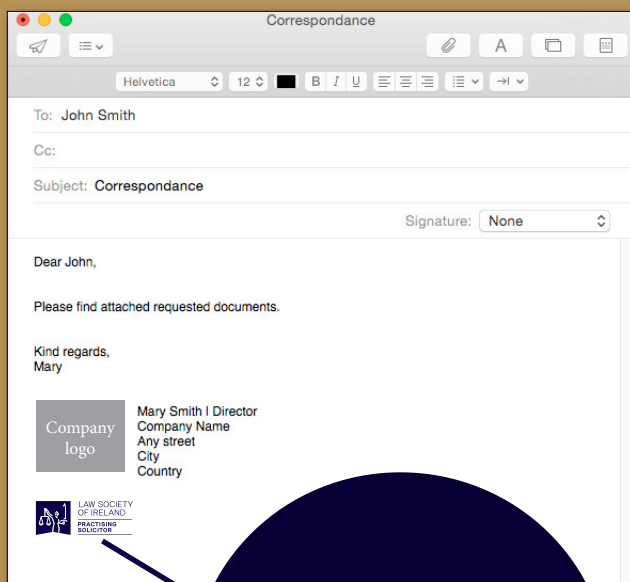 Correspondance
Helvetica 12 B I U
A
To: John Smith
Cc:
Subject: Correspondance
Signature: None
Dear John,
Please find attached requested documents.
Kind regards,
Mary
Company
logo
Mary Smith I Director
Company Name
Any street
City
Country
LAW SOCIETY
OF IRELAND
PRACTISING
SOLICITOR